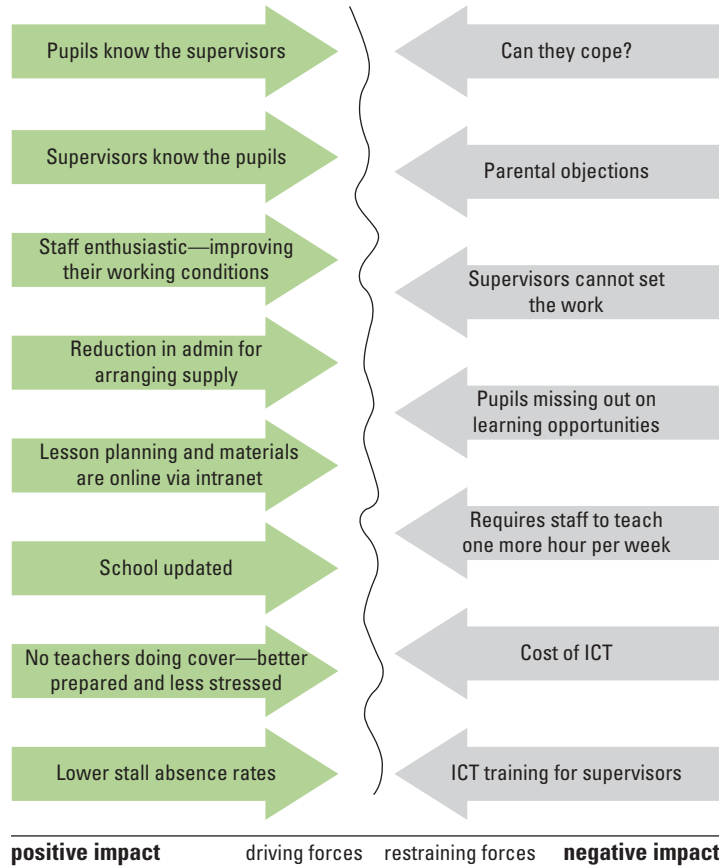 Pupils know the supervisors
Supervisors know the pupils
Staff enthusiastic—improving
their working conditions
Reduction in admin for
arranging supply
Lesson planning and materials
are online via intranet
School updated
No teachers doing cover—better
prepared and less stressed
Lower stall absence rates
Can they cope?
Parental objections
Supervisors cannot set
the work
Pupils missing out on
learning opportunities
Requires staff to teach
one more hour per week
Cost of ICT
ICT training for supervisors
positive impact driving forces restraining forces negative impact